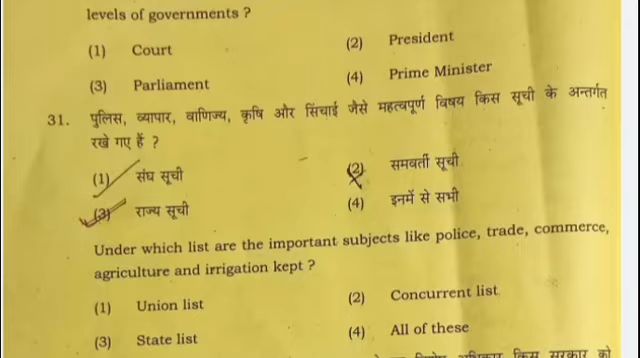 levels of governments ?
(1) Court (2) President
(3) Parliament (4) Prime Minister
31. पुलिस, व्यापार, वाणिज्य, कृषि और सिंचाई जैसे महत्वपूर्ण विषय किस सूची के अन्तर्गत
रखे गए हैं ?
(1) संघ सूची (2) समवर्ती सूची
(3) राज्य सूची (4) इनमें से सभी
Under which list are the important subjects like police, trade, commerce,
agriculture and irrigation kept ?
(1) Union list (2) Concurrent list
(3) State list (4) All of these
किस सरकार को